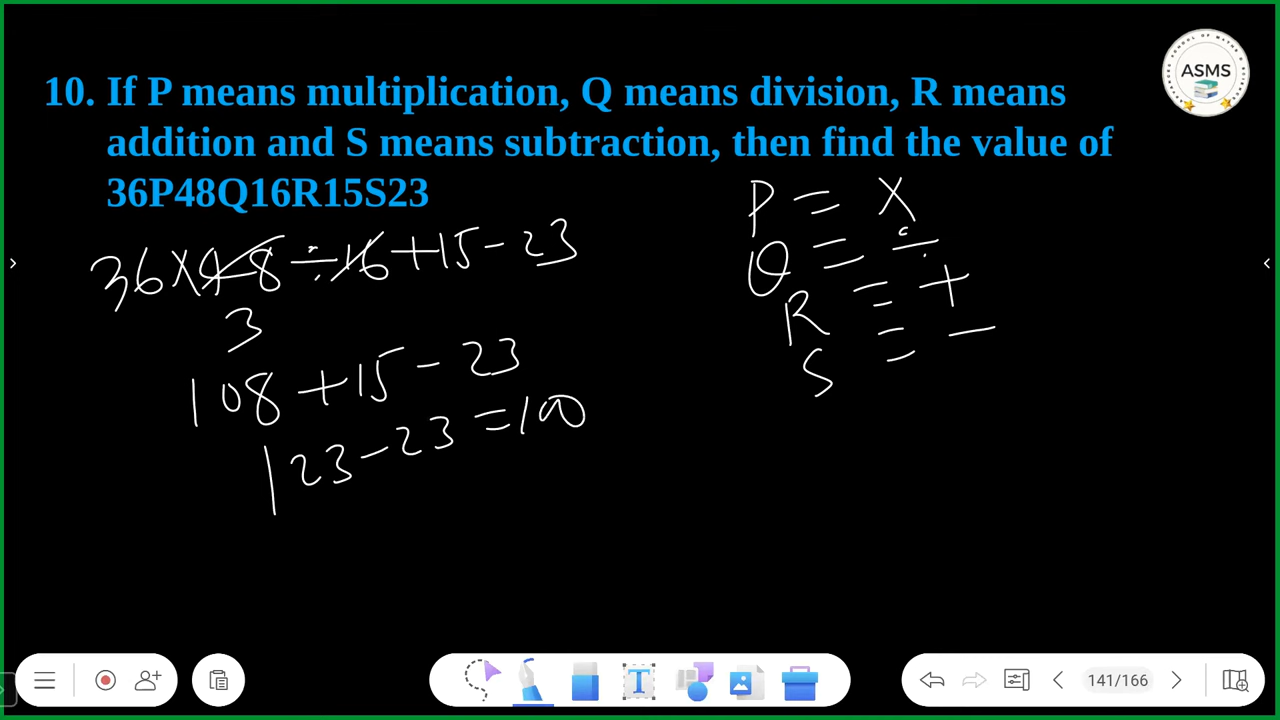 10. If P means multiplication, Q means division, R means
addition and S means subtraction, then find the value of
36P48Q16R15S23
36×48÷16+15-23
3
108+15-23
123-23=100
P = ×
Q = ÷
R = +
S = -
ASMS
141/166